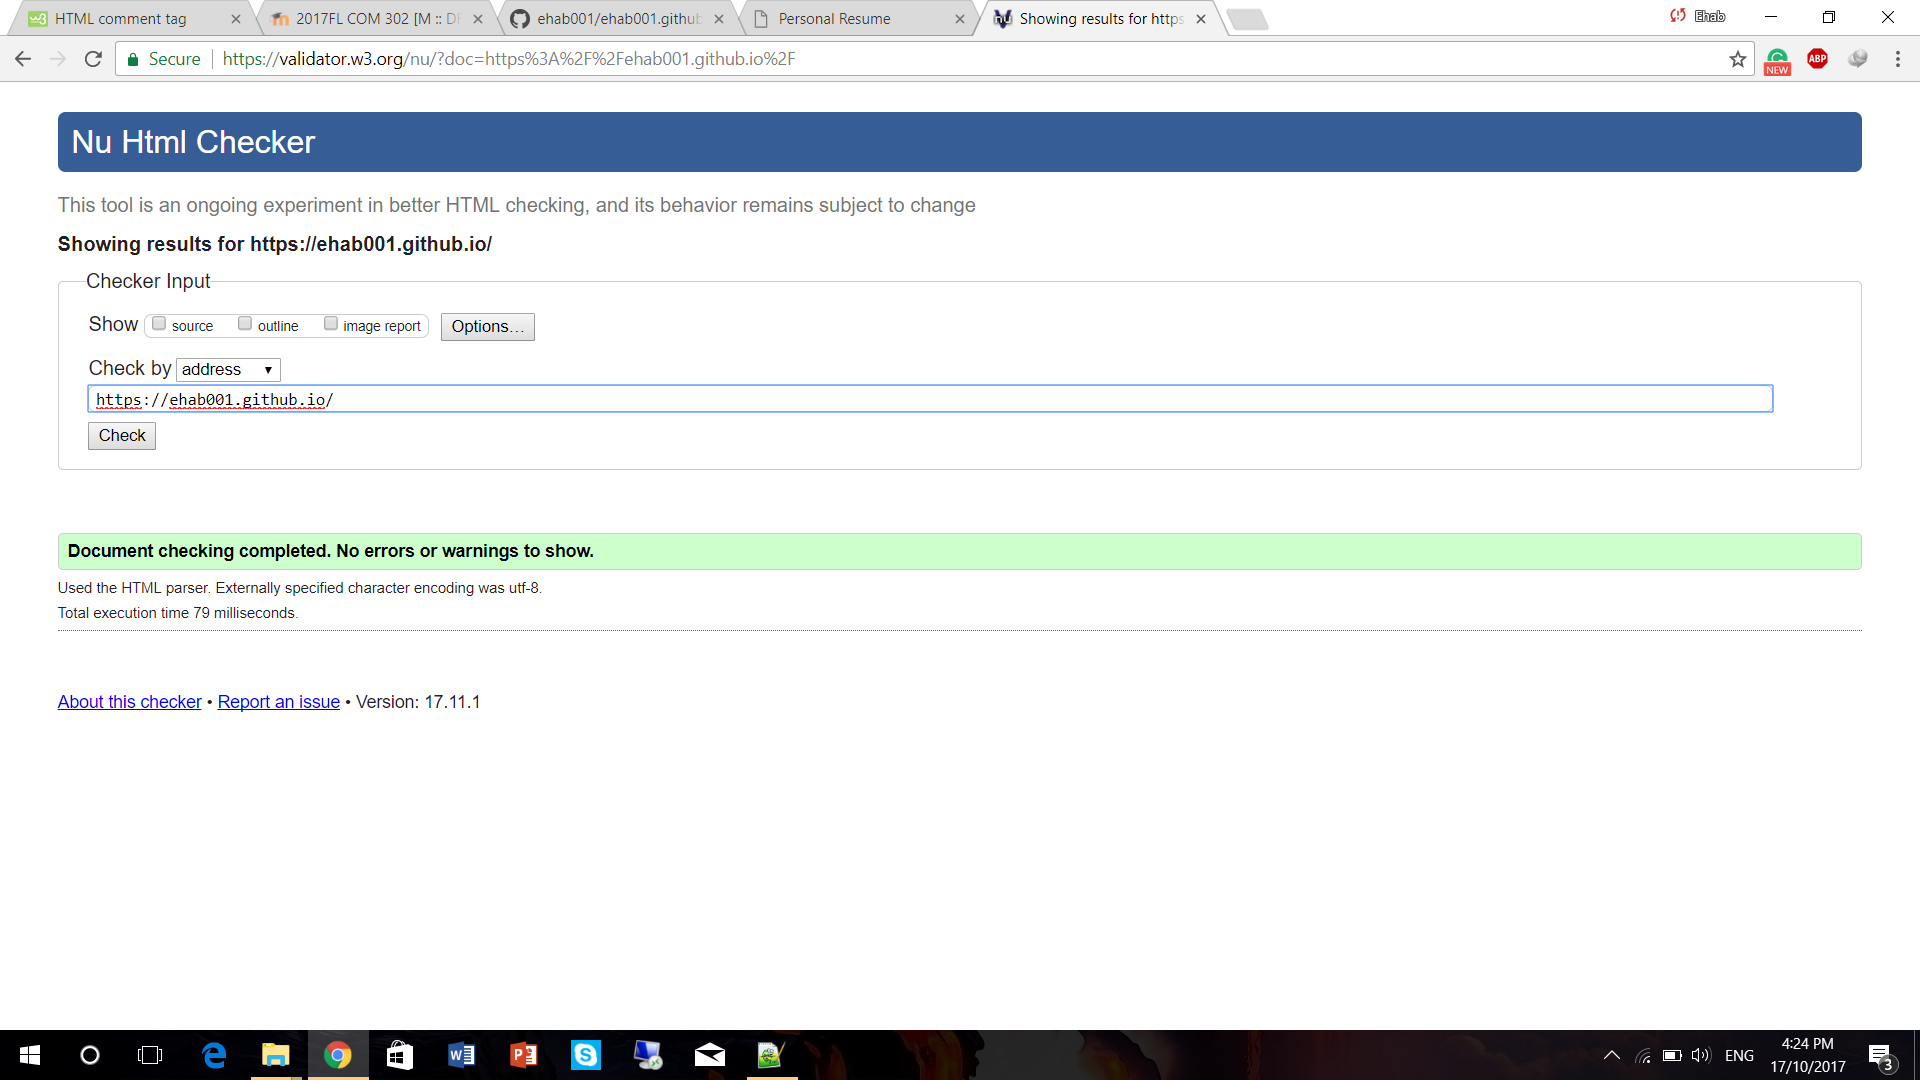 HTML comment tag
2017FL COM 302 [M :: D
ehab001/ehab001.github
Personal Resume
nu
Showing results for https
Ehab
Secure
https://validator.w3.org/nu/?doc=https%3A%2F%2Fehab001.github.io%2F
NEW
ABP
Nu Html Checker
This tool is an ongoing experiment in better HTML checking, and its behavior remains subject to change
Showing results for https://ehab001.github.io/
Checker Input
Show source outline image report Options...
Check by address
https://ehab001.github.io/
Check
Document checking completed. No errors or warnings to show.
Used the HTML parser. Externally specified character encoding was utf-8.
Total execution time 79 milliseconds.
About this checker • Report an issue • Version: 17.11.1
ENG
4:24 PM
17/10/2017
3